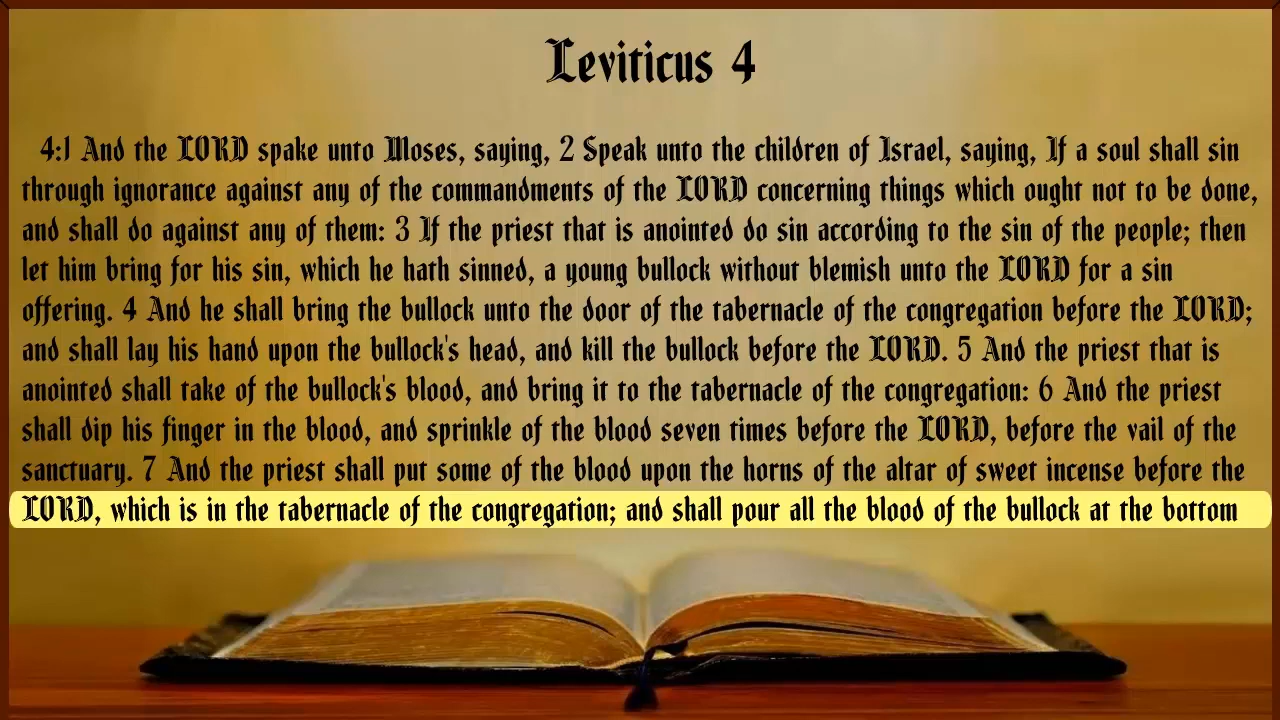 Leviticus 4
4:1 And the LORD spake unto Moses, saying, 2 Speak unto the children of Israel, saying, If a soul shall sin
through ignorance against any of the commandments of the LORD concerning things which ought not to be done,
and shall do against any of them: 3 If the priest that is anointed do sin according to the sin of the people; then
let him bring for his sin, which he hath sinned, a young bullock without blemish unto the LORD for a sin
offering. 4 And he shall bring the bullock unto the door of the tabernacle of the congregation before the LORD;
and shall lay his hand upon the bullock's head, and kill the bullock before the LORD. 5 And the priest that is
anointed shall take of the bullock's blood, and bring it to the tabernacle of the congregation: 6 And the priest
shall dip his finger in the blood, and sprinkle of the blood seven times before the LORD, before the vail of the
sanctuary. 7 And the priest shall put some of the blood upon the horns of the altar of sweet incense before the
LORD, which is in the tabernacle of the congregation; and shall pour all the blood of the bullock at the bottom